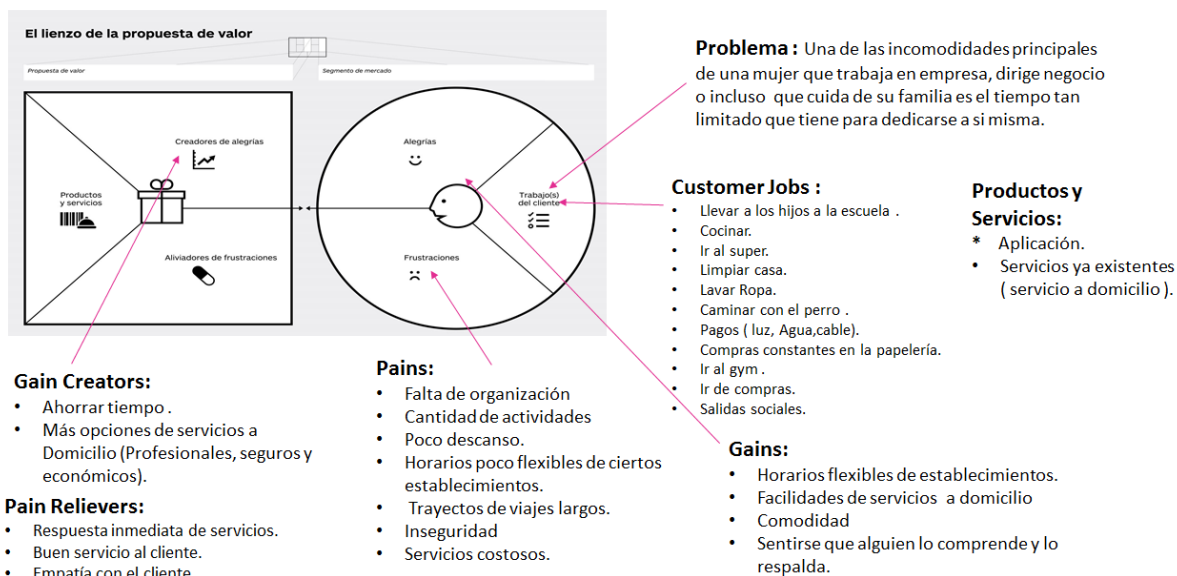 El lienzo de la propuesta de valor
Propuesta de valor
Segmento de mercado
Creadores de alegrías
Productos
y servicios
Aliviadores de frustraciones
Alegrías
Trabajo(s)
del cliente
Frustraciones
Problema : Una de las incomodidades principales
de una mujer que trabaja en empresa, dirige negocio
o incluso que cuida de su familia es el tiempo tan
limitado que tiene para dedicarse a si misma.
Customer Jobs :
• Llevar a los hijos a la escuela .
• Cocinar.
• Ir al super.
• Limpiar casa.
• Lavar Ropa.
• Caminar con el perro .
• Pagos ( luz, Agua,cable).
• Compras constantes en la papelería.
• Ir al gym .
• Ir de compras.
• Salidas sociales.
Productos y
Servicios:
* Aplicación.
• Servicios ya existentes
( servicio a domicilio ).
Gain Creators:
• Ahorrar tiempo .
• Más opciones de servicios a
Domicilio (Profesionales, seguros y
económicos).
Pain Relievers:
• Respuesta inmediata de servicios.
• Buen servicio al cliente.
• Empatía con el cliente
Pains:
• Falta de organización
• Cantidad de actividades
• Poco descanso.
• Horarios poco flexibles de ciertos
establecimientos.
• Trayectos de viajes largos.
• Inseguridad
• Servicios costosos.
Gains:
• Horarios flexibles de establecimientos.
• Facilidades de servicios a domicilio
• Comodidad
• Sentirse que alguien lo comprende y lo
respalda.